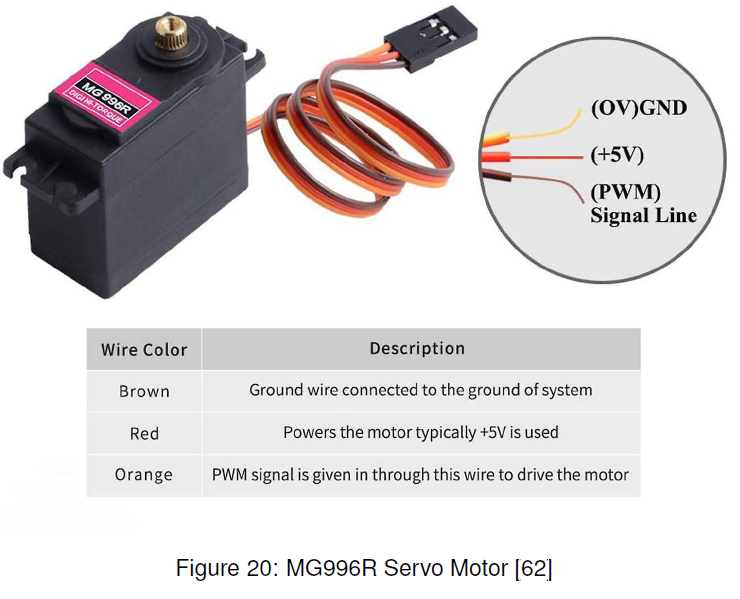 MG 996R
DIGI HI-TORQUE
(OV)GND
(+5V)
(PWM)
Signal Line
Wire Color Description
Brown Ground wire connected to the ground of system
Red Powers the motor typically +5V is used
Orange PWM signal is given in through this wire to drive the motor
Figure 20: MG996R Servo Motor [62]